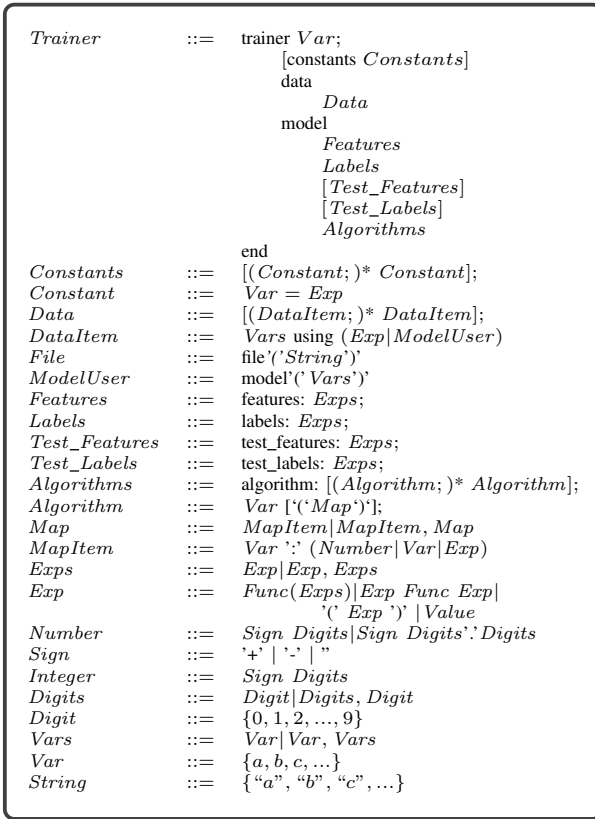 Trainer ::= trainer Var;
[constants Constants]
data
Data
model
Features
Labels
[Test_Features]
[Test_Labels]
Algorithms
end
Constants ::= [(Constant; )* Constant];
Constant ::= Var = Exp
Data ::= [(DataItem; )* DataItem];
DataItem ::= Vars using (Exp|ModelUser)
File ::= file'('String')'
ModelUser ::= model'(' Vars')'
Features ::= features: Exps;
Labels ::= labels: Exps;
Test_Features ::= test_features: Exps;
Test_Labels ::= test_labels: Exps;
Algorithms ::= algorithm: [(Algorithm; )* Algorithm];
Algorithm ::= Var ['('Map')'];
Map ::= MapItem|MapItem, Map
MapItem ::= Var ':' (Number|Var|Exp)
Exps ::= Exp|Exp, Exps
Exp ::= Func(Exps)|Exp Func Exp|
'(' Exp ')' |Value
Number ::= Sign Digits|Sign Digits'.'Digits
Sign ::= '+' | '-' | ''
Integer ::= Sign Digits
Digits ::= Digit|Digits, Digit
Digit ::= {0, 1, 2, ..., 9}
Vars ::= Var|Var, Vars
Var ::= {a, b, c, ...}
String ::= {“a”, “b”, “c”, ...}